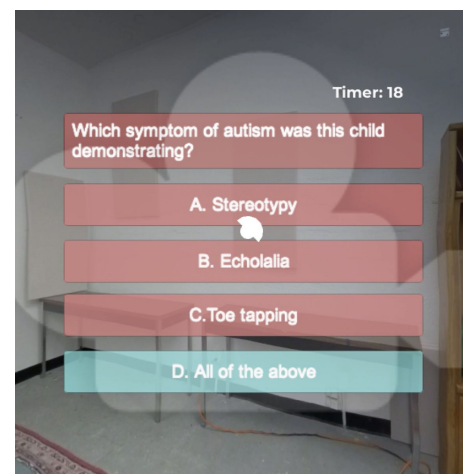 Timer: 18
Which symptom of autism was this child
demonstrating?
A. Stereotypy
B. Echolalia
C.Toe tapping
D. All of the above